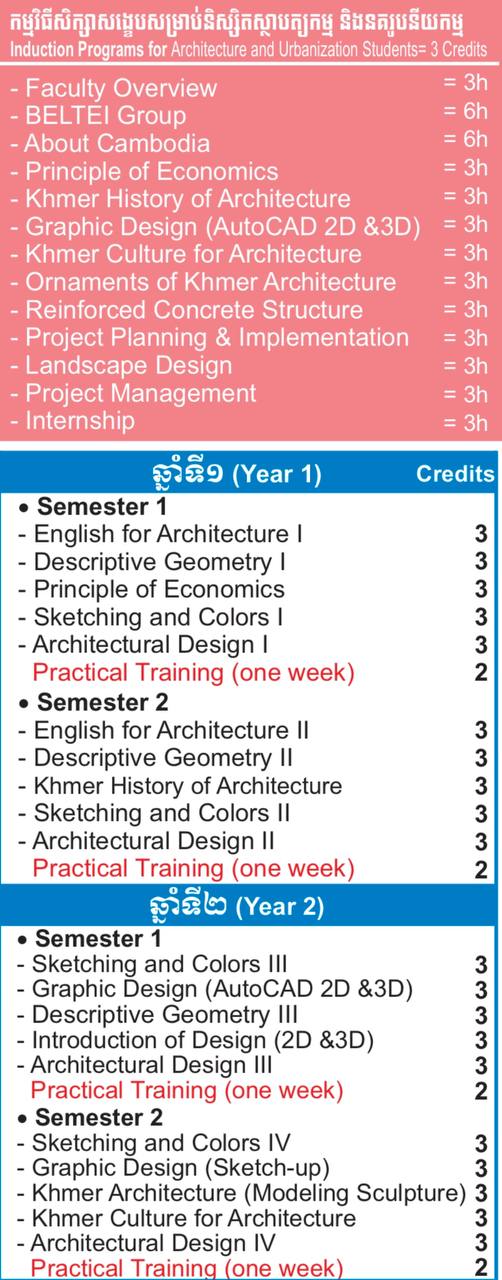 កម្មវិធីសិក្សាសង្ខេបសម្រាប់និស្សិតស្ថាបត្យកម្ម និងនគរូបនីយកម្ម
Induction Programs for Architecture and Urbanization Students= 3 Credits
- Faculty Overview = 3h
- BELTEI Group = 6h
- About Cambodia = 6h
- Principle of Economics = 3h
- Khmer History of Architecture = 3h
- Graphic Design (AutoCAD 2D &3D) = 3h
- Khmer Culture for Architecture = 3h
- Ornaments of Khmer Architecture = 3h
- Reinforced Concrete Structure = 3h
- Project Planning & Implementation = 3h
- Landscape Design = 3h
- Project Management = 3h
- Internship = 3h
ឆ្នាំទី១ (Year 1) Credits
• Semester 1
- English for Architecture I 3
- Descriptive Geometry I 3
- Principle of Economics 3
- Sketching and Colors I 3
- Architectural Design I 3
Practical Training (one week) 2
• Semester 2
- English for Architecture II 3
- Descriptive Geometry II 3
- Khmer History of Architecture 3
- Sketching and Colors II 3
- Architectural Design II 3
Practical Training (one week) 2
ឆ្នាំទី២ (Year 2)
• Semester 1
- Sketching and Colors III 3
- Graphic Design (AutoCAD 2D &3D) 3
- Descriptive Geometry III 3
- Introduction of Design (2D &3D) 3
- Architectural Design III 3
Practical Training (one week) 2
• Semester 2
- Sketching and Colors IV 3
- Graphic Design (Sketch-up) 3
- Khmer Architecture (Modeling Sculpture) 3
- Khmer Culture for Architecture 3
- Architectural Design IV 3
Practical Training (one week) 2